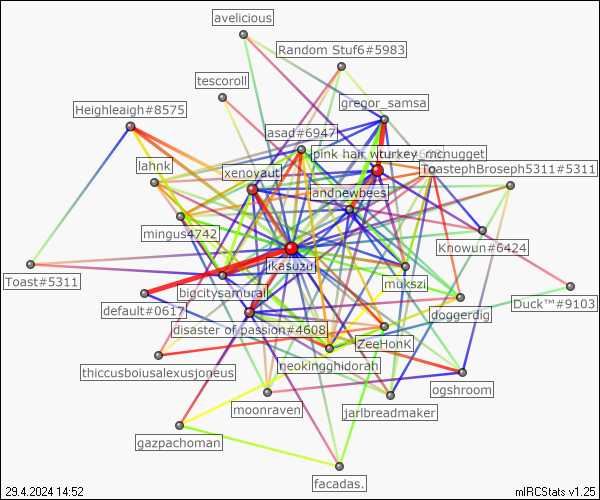 avelicious
Random Stuf6#5983
tescoroll
gregor_samsa
Heighleaigh#8575
asad#6947
pink hair w
turkey_mcnugget
lahnk
xenoyaut
ToastephBroseph5311#5311
andnewbees
mingus4742
Knowun#6424
ikasuzu
Toast#5311
bigcitysamurai
mukszi
default#0617
Duck™#9103
doggerdig
disaster of passion#4608
ZeeHonk
neokingghidorah
thiccusboiusalexusjoneus
ogshroom
moonraven
jarlbreadmaker
gazpachoman
facadas.
29.4.2024 14:52
mIRCStats v1.25